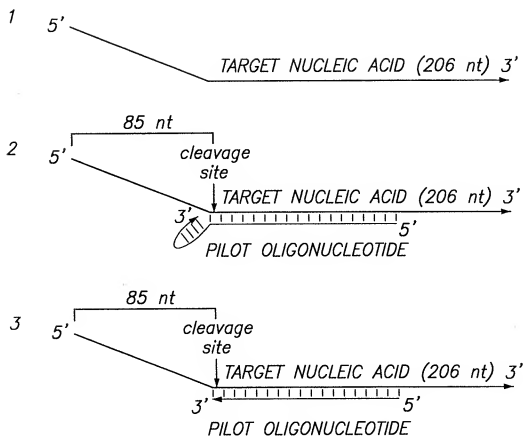 1
5'
TARGET NUCLEIC ACID (206 nt) 3'
85 nt
2
5'
cleavage
site
TARGET NUCLEIC ACID (206 nt) 3'
3'
5'
PILOT OLIGONUCLEOTIDE
85 nt
3
5'
cleavage
site
TARGET NUCLEIC ACID (206 nt) 3'
3'
5'
PILOT OLIGONUCLEOTIDE